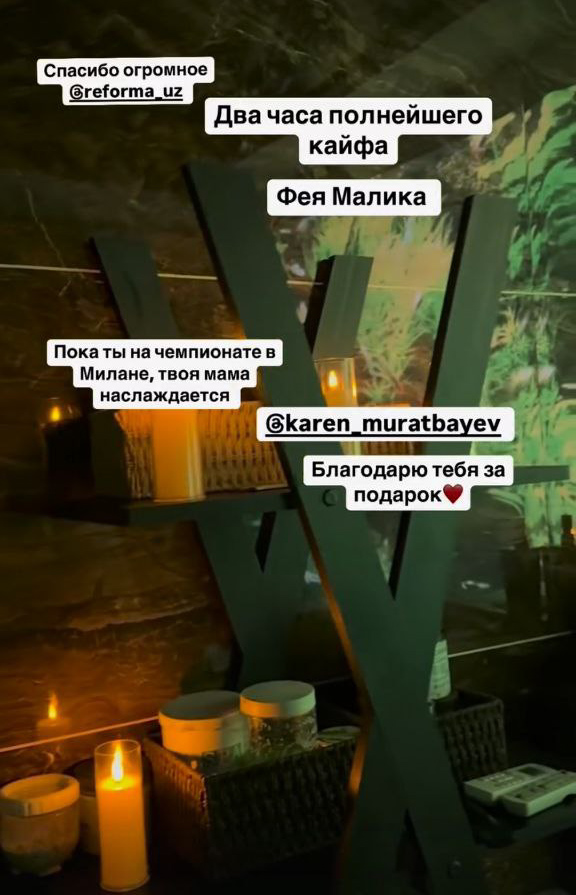 Спасибо огромное
@reforma_uz
Два часа полнейшего
кайфа
Фея Малика
Пока ты на чемпионате в
Милане, твоя мама
наслаждается
@karen_muratbayev
Благодарю тебя за
подарок♥️